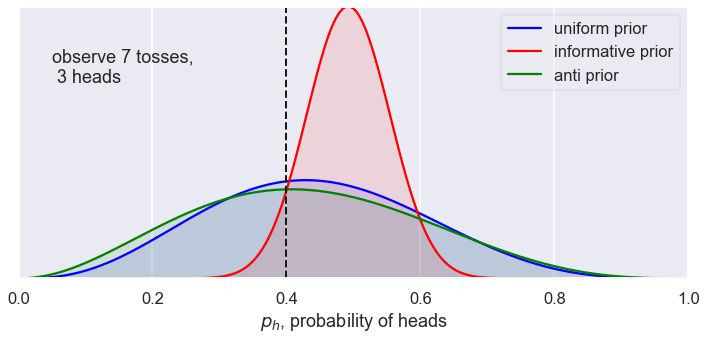 observe 7 tosses,
3 heads
uniform prior
informative prior
anti prior
0.0 0.2 0.4 0.6 0.8 1.0
pₕ, probability of heads